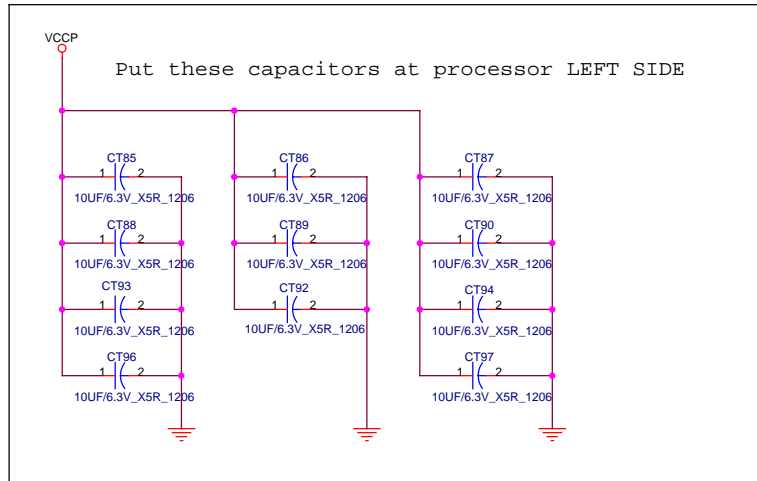 VCCP
Put these capacitors at processor LEFT SIDE
CT85
1 2
10UF/6.3V_X5R_1206
CT88
1 2
10UF/6.3V_X5R_1206
CT93
1 2
10UF/6.3V_X5R_1206
CT96
1 2
10UF/6.3V_X5R_1206
CT86
1 2
10UF/6.3V_X5R_1206
CT89
1 2
10UF/6.3V_X5R_1206
CT92
1 2
10UF/6.3V_X5R_1206
CT87
1 2
10UF/6.3V_X5R_1206
CT90
1 2
10UF/6.3V_X5R_1206
CT94
1 2
10UF/6.3V_X5R_1206
CT97
1 2
10UF/6.3V_X5R_1206